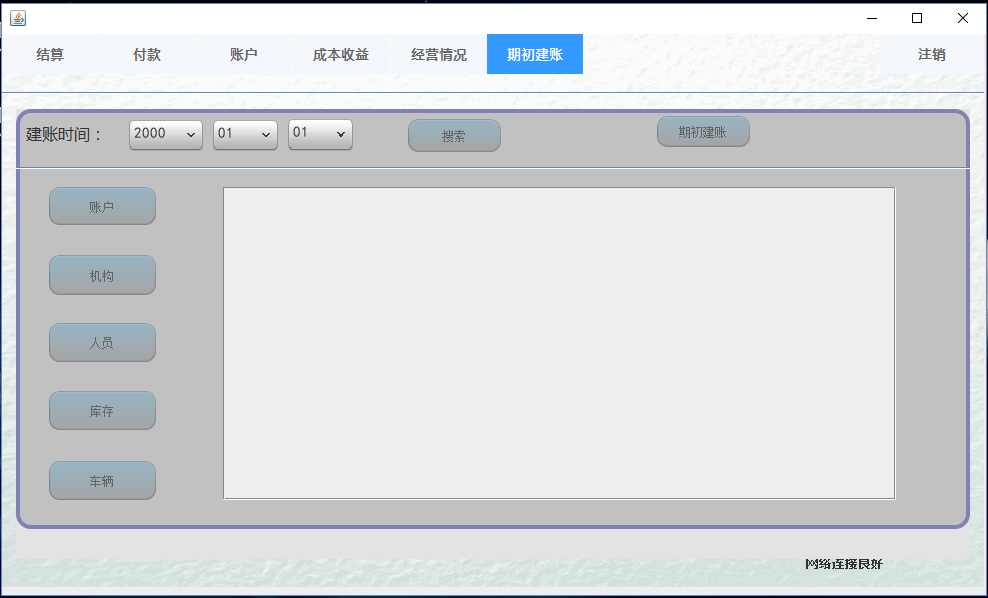 结算 付款 账户 成本收益 经营情况 期初建账 注销
建账时间： 2000 01 01 搜索 期初建账
账户
机构
人员
库存
车辆
网络连接良好